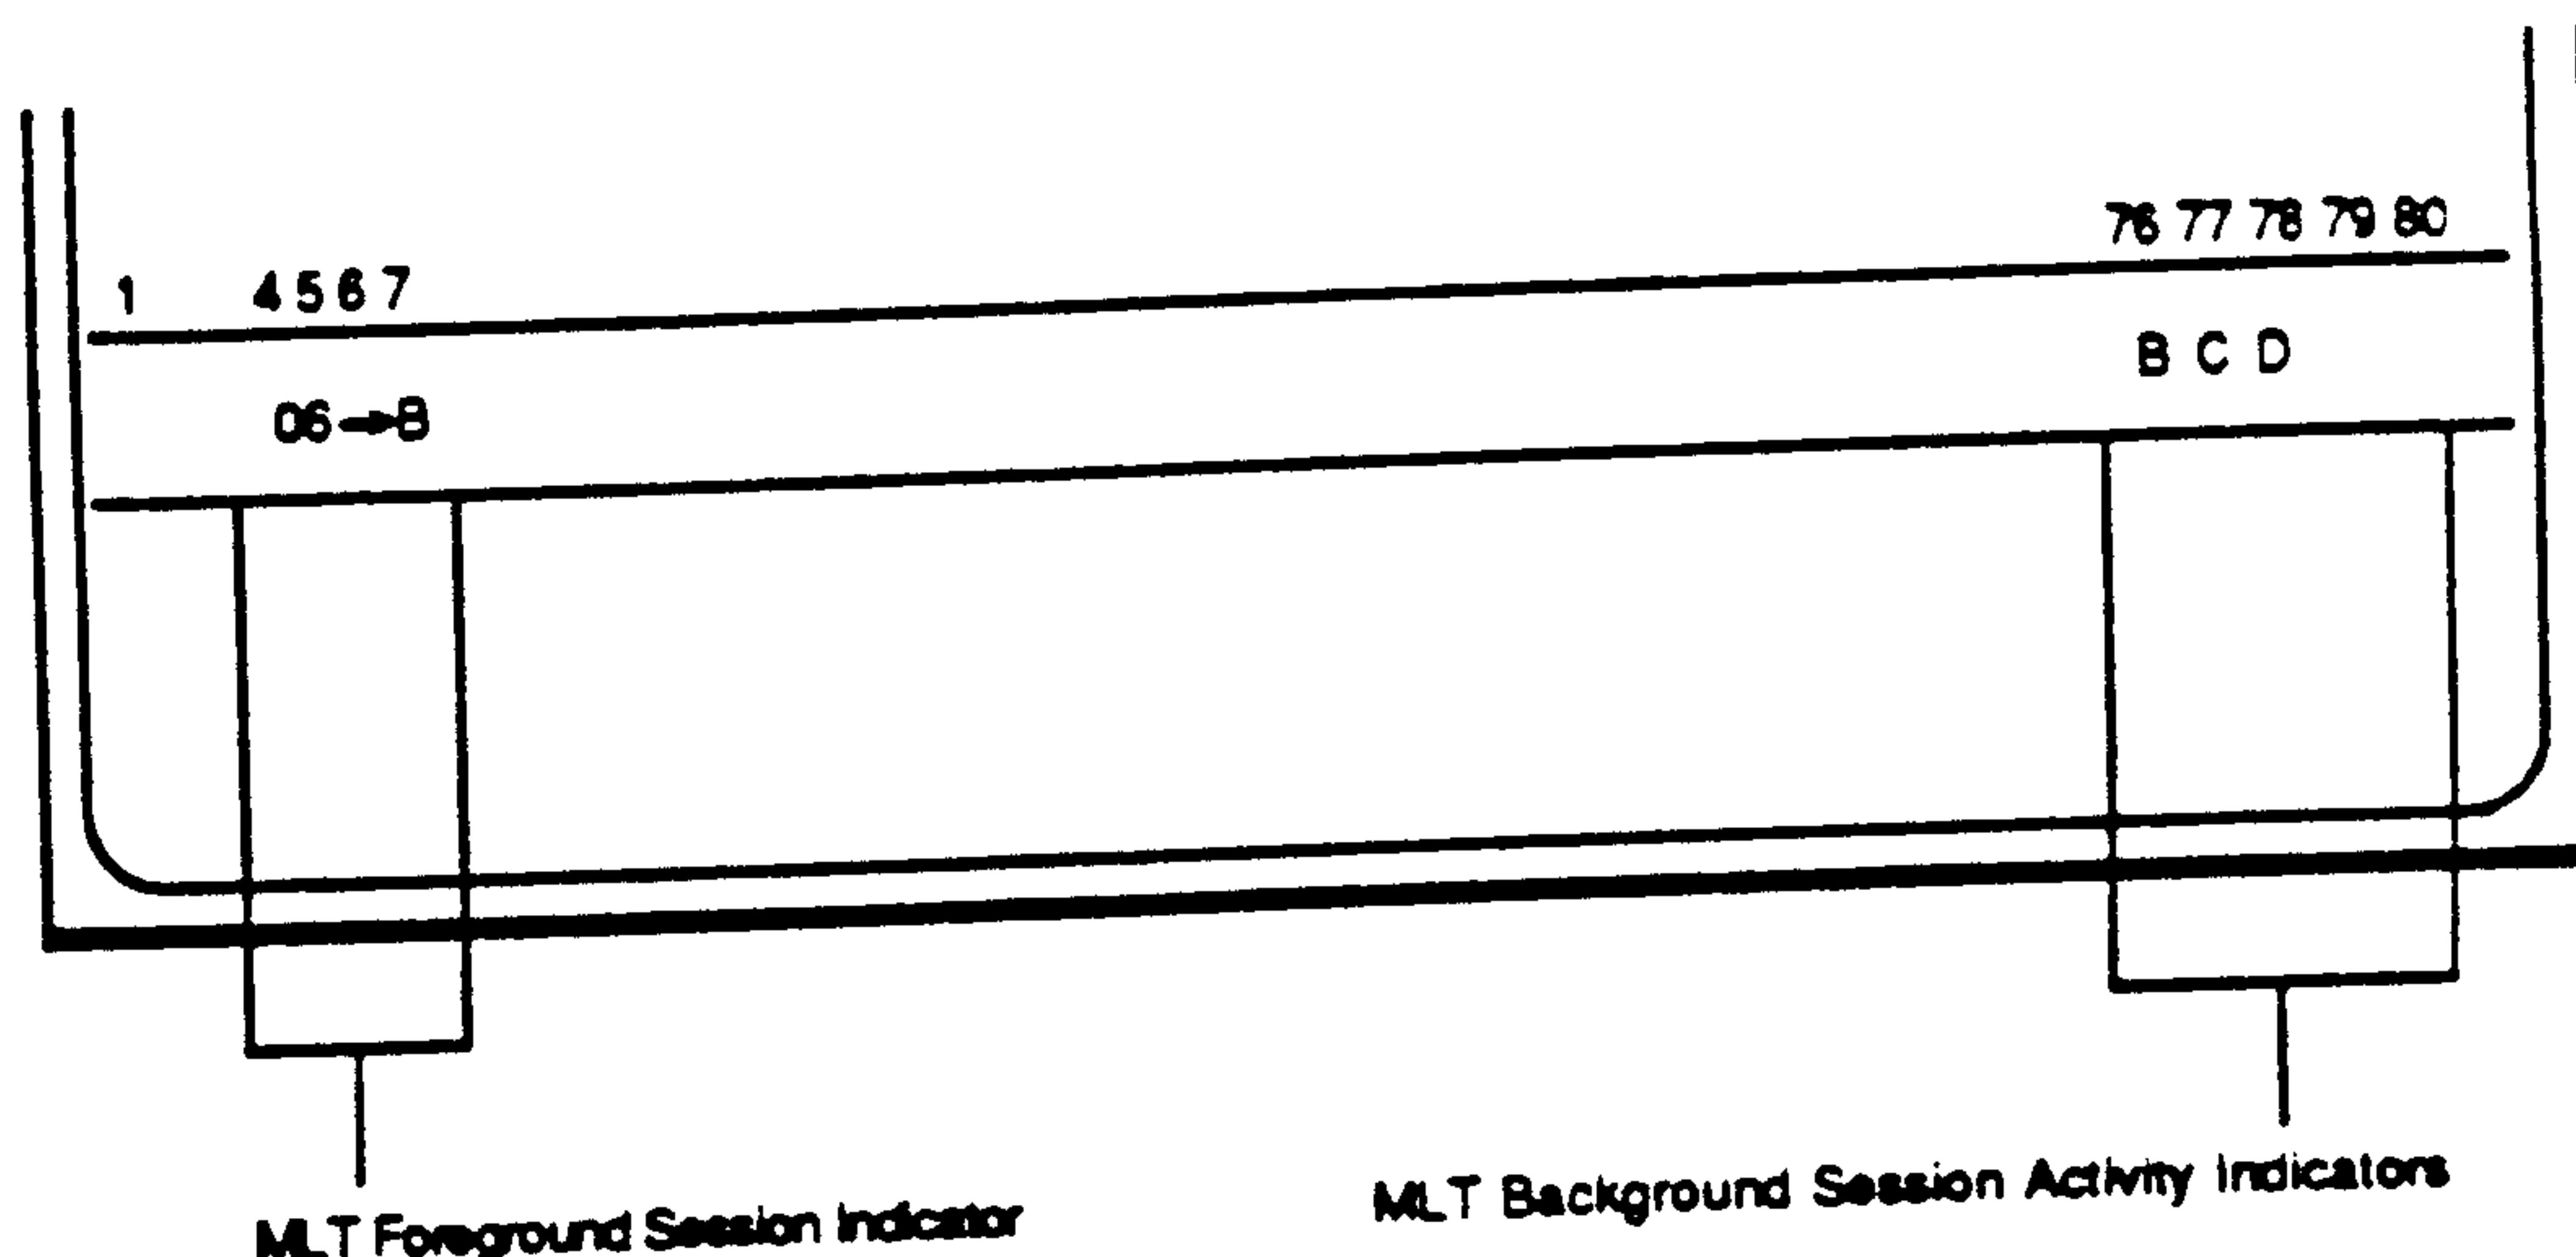 1 4 5 6 7 76 77 78 79 80
06→B B C D
MLT Foreground Session Indicator MLT Background Session Activity Indicators